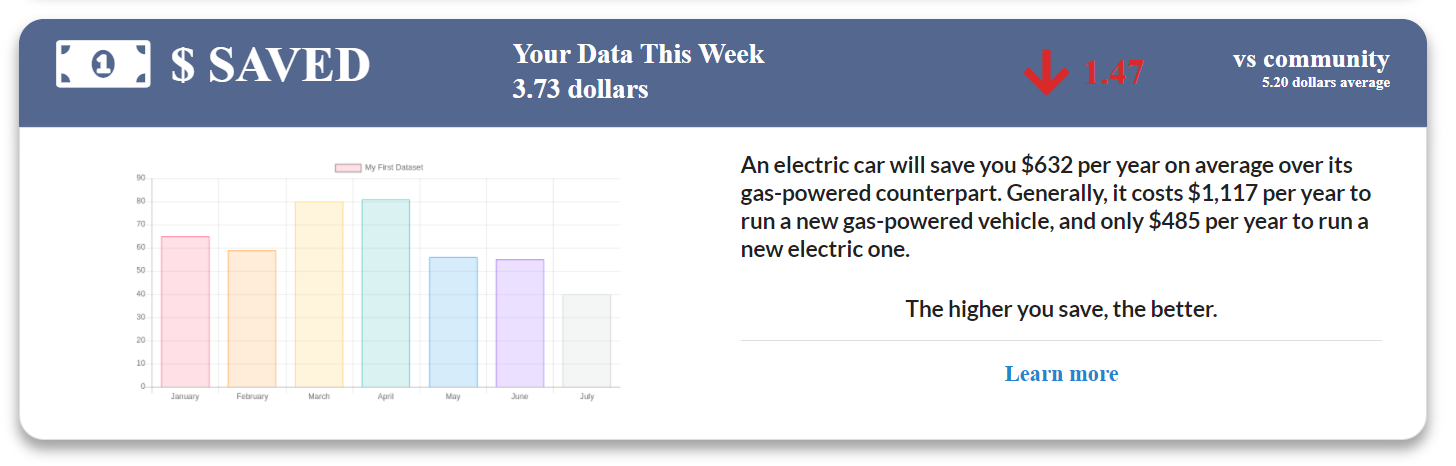 1 $ SAVED
Your Data This Week
3.73 dollars
1.47
vs community
5.20 dollars average
My First Dataset
90
80
70
60
50
40
30
20
10
0
January February March April May June July
An electric car will save you $632 per year on average over its
gas-powered counterpart. Generally, it costs $1,117 per year to
run a new gas-powered vehicle, and only $485 per year to run a
new electric one.
The higher you save, the better.
Learn more